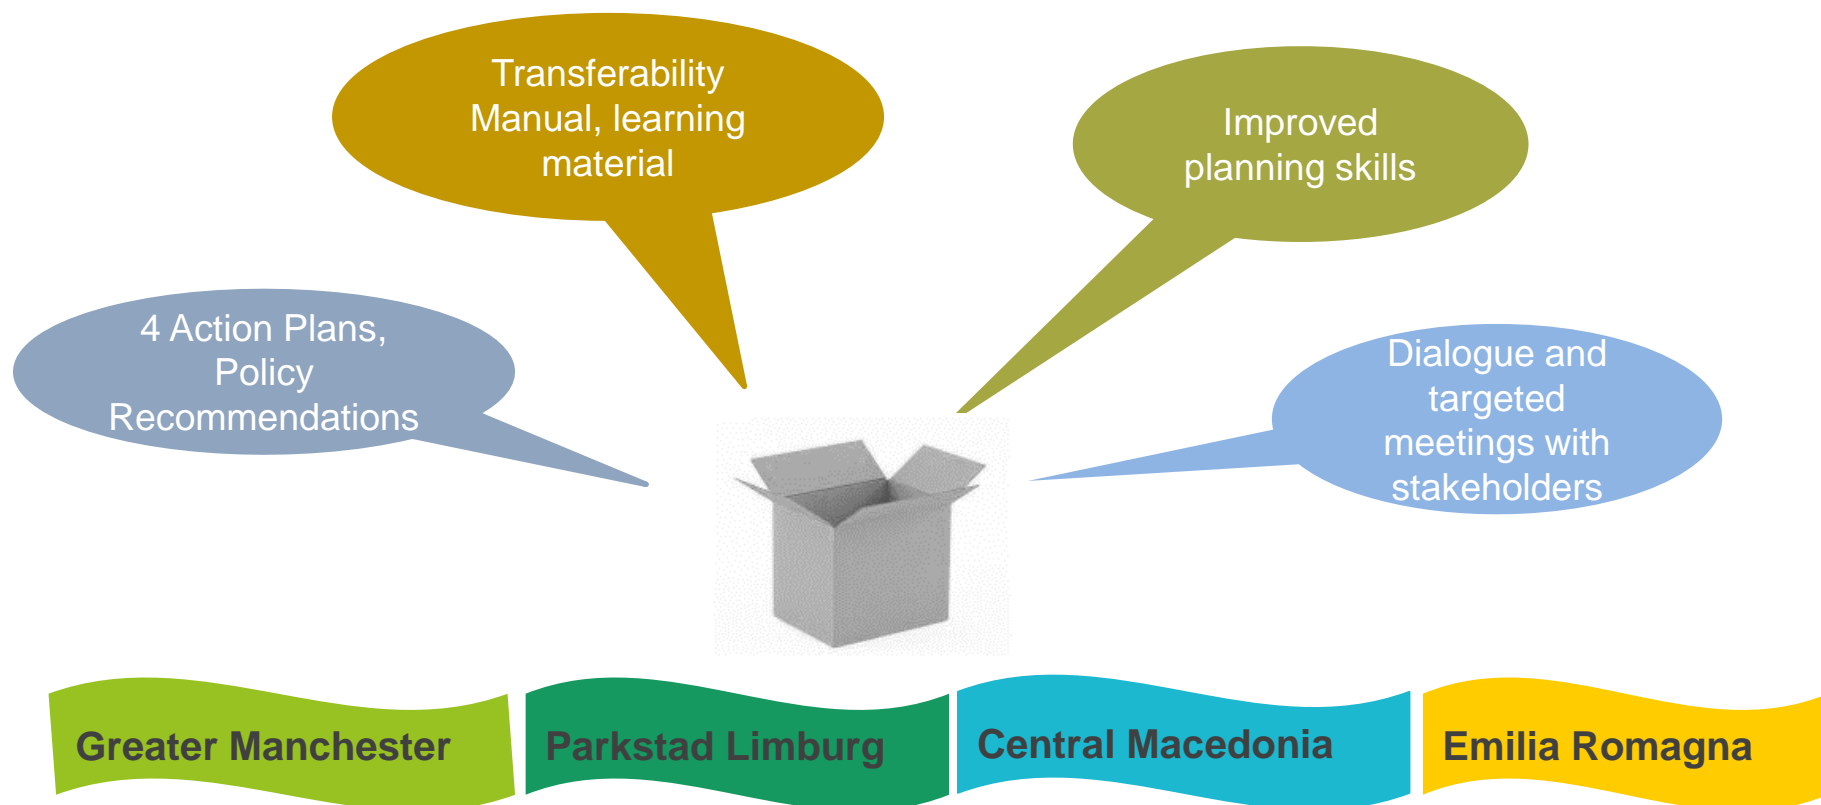 Transferability
Manual, learning
material
Improved
planning skills
4 Action Plans,
Policy
Recommendations
Dialogue and
targeted
meetings with
stakeholders
Greater Manchester
Parkstad Limburg
Central Macedonia
Emilia Romagna